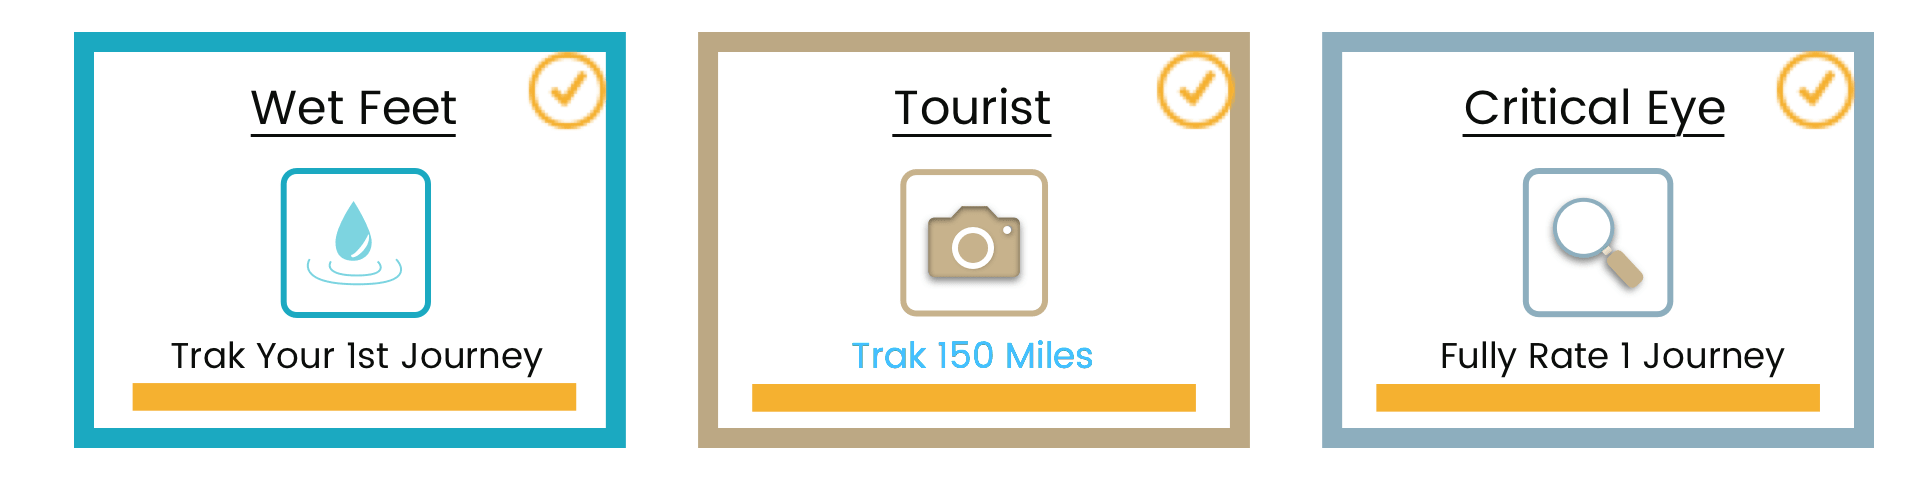 Wet Feet
Trak Your 1st Journey
Tourist
Trak 150 Miles
Critical Eye
Fully Rate 1 Journey